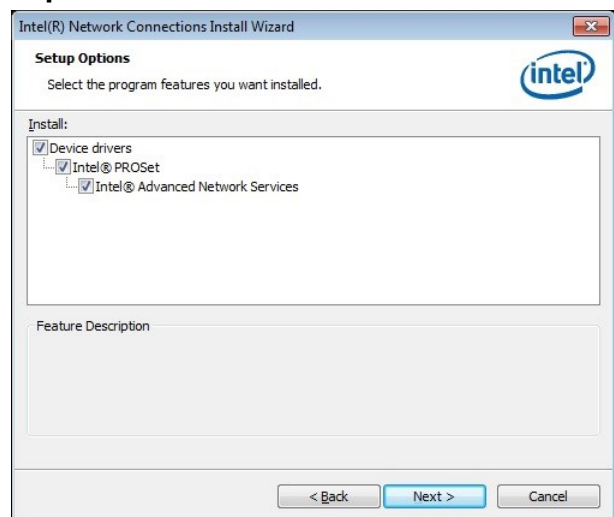 Intel(R) Network Connections Install Wizard
Setup Options
Select the program features you want installed.
intel
Install:
Device drivers
Intel® PROSet
Intel® Advanced Network Services
Feature Description
< Back
Next >
Cancel